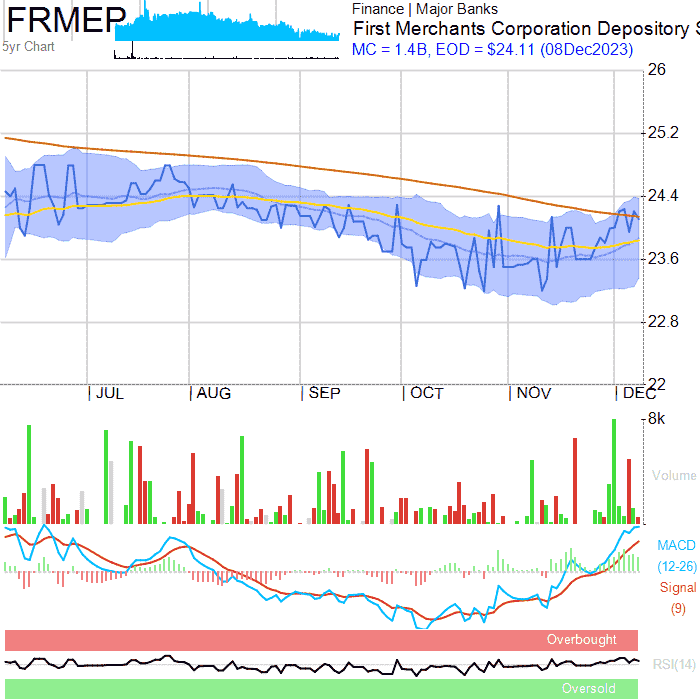 FRMEP
5yr Chart
Finance | Major Banks
First Merchants Corporation Depository S
MC = 1.4B, EOD = $24.11 (08Dec2023)
26
25.2
24.4
23.6
22.8
22
JUL AUG SEP OCT NOV DEC
8k
Volume
MACD
(12-26)
Signal
(9)
Overbought
RSI(14)
Oversold